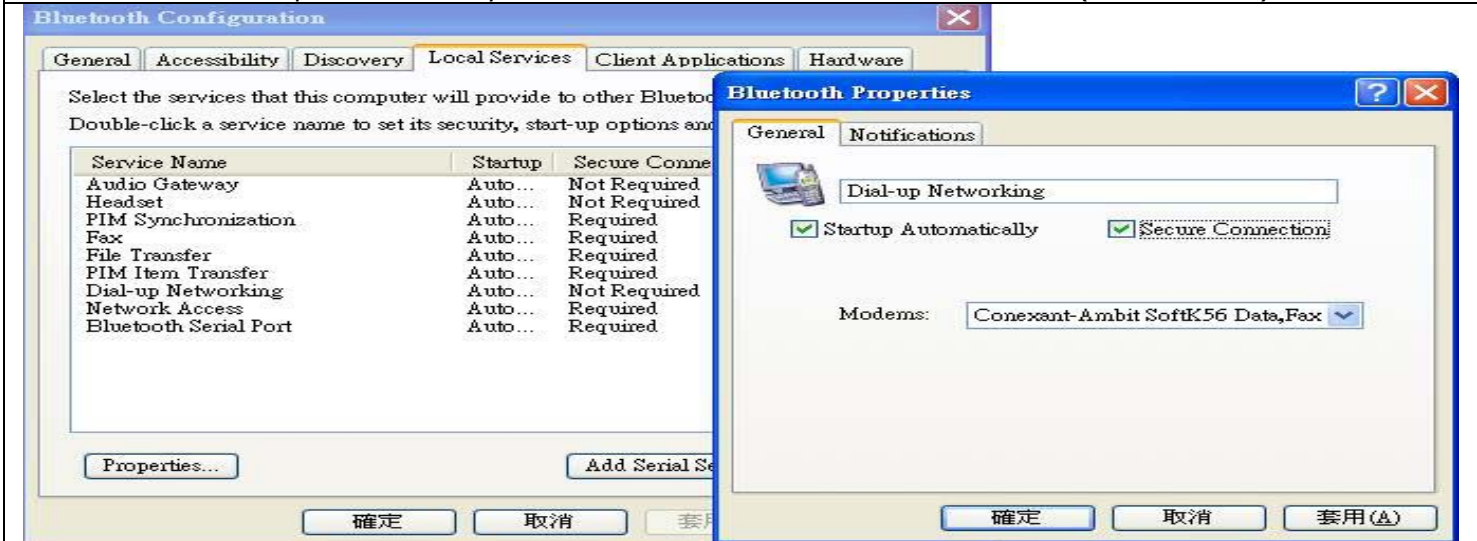 Bluetooth Configuration
General Accessibility Discovery Local Services Client Applications Hardware
Select the services that this computer will provide to other
Double-click a service name to set its security, start-up options
Service Name Startup Secure
Audio Gateway Auto... Not Required
Headset Auto... Not Required
PIM Synchronization Auto... Required
Fax Auto... Required
File Transfer Auto... Required
PIM Item Transfer Auto... Required
Dial-up Networking Auto... Not Required
Network Access Auto... Required
Bluetooth Serial Port Auto... Required
Properties... Add Serial
確定 取消
Bluetooth Properties
General Notifications
Dial-up Networking
Startup Automatically Secure Connection
Modems: Conexant-Ambit SoftK56 Data,Fax
確定 取消 套用(A)